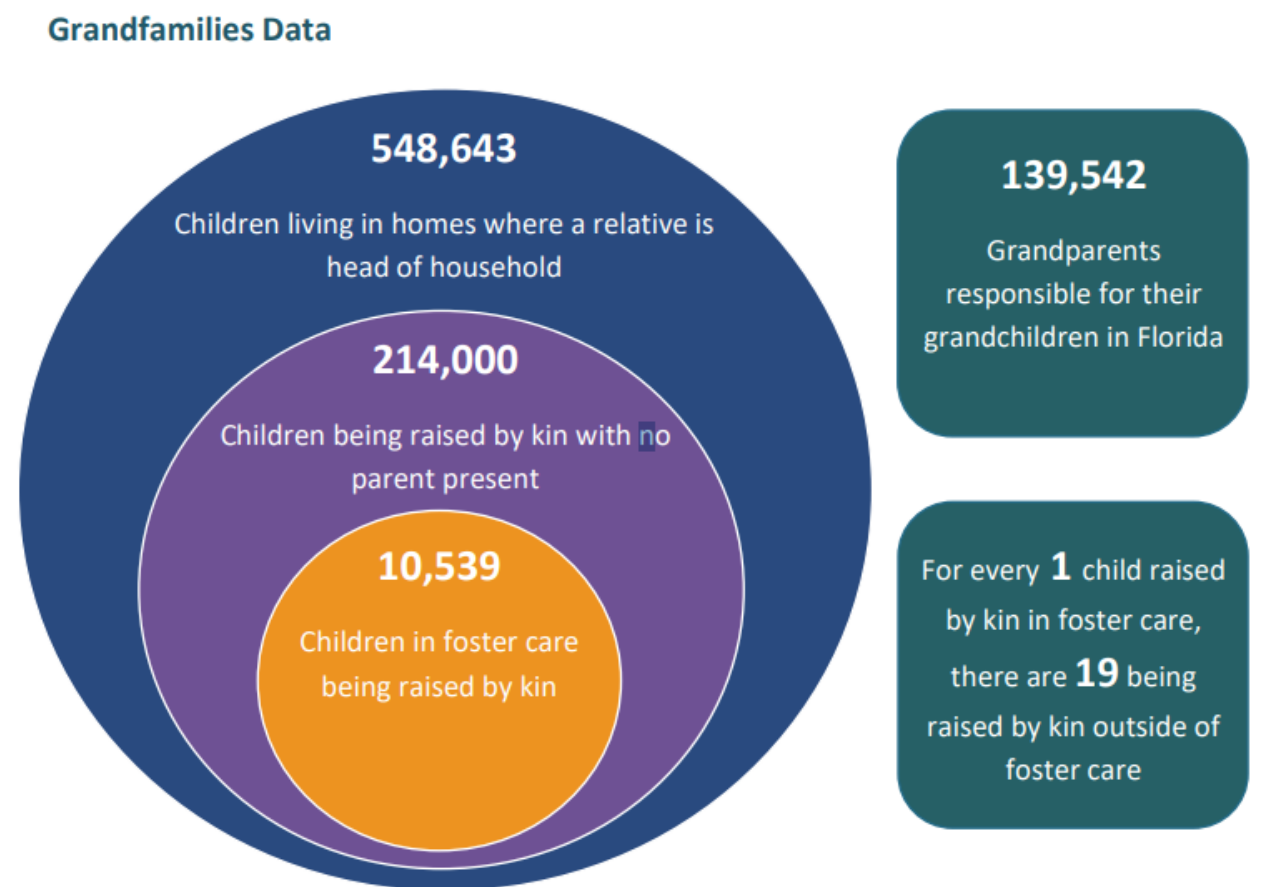 Grandfamilies Data
548,643
Children living in homes where a relative is
head of household
214,000
Children being raised by kin with no
parent present
10,539
Children in foster care
being raised by kin
139,542
Grandparents
responsible for their
grandchildren in Florida
For every 1 child raised
by kin in foster care,
there are 19 being
raised by kin outside of
foster care